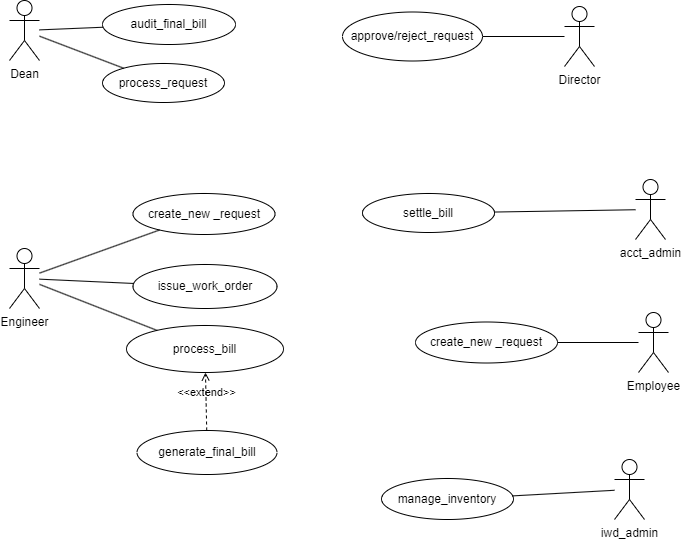 audit_final_bill
process_request
Dean
approve/reject_request
Director
create_new _request
issue_work_order
Engineer
process_bill
<<extend>>
generate_final_bill
settle_bill
acct_admin
create_new _request
Employee
manage_inventory
iwd_admin